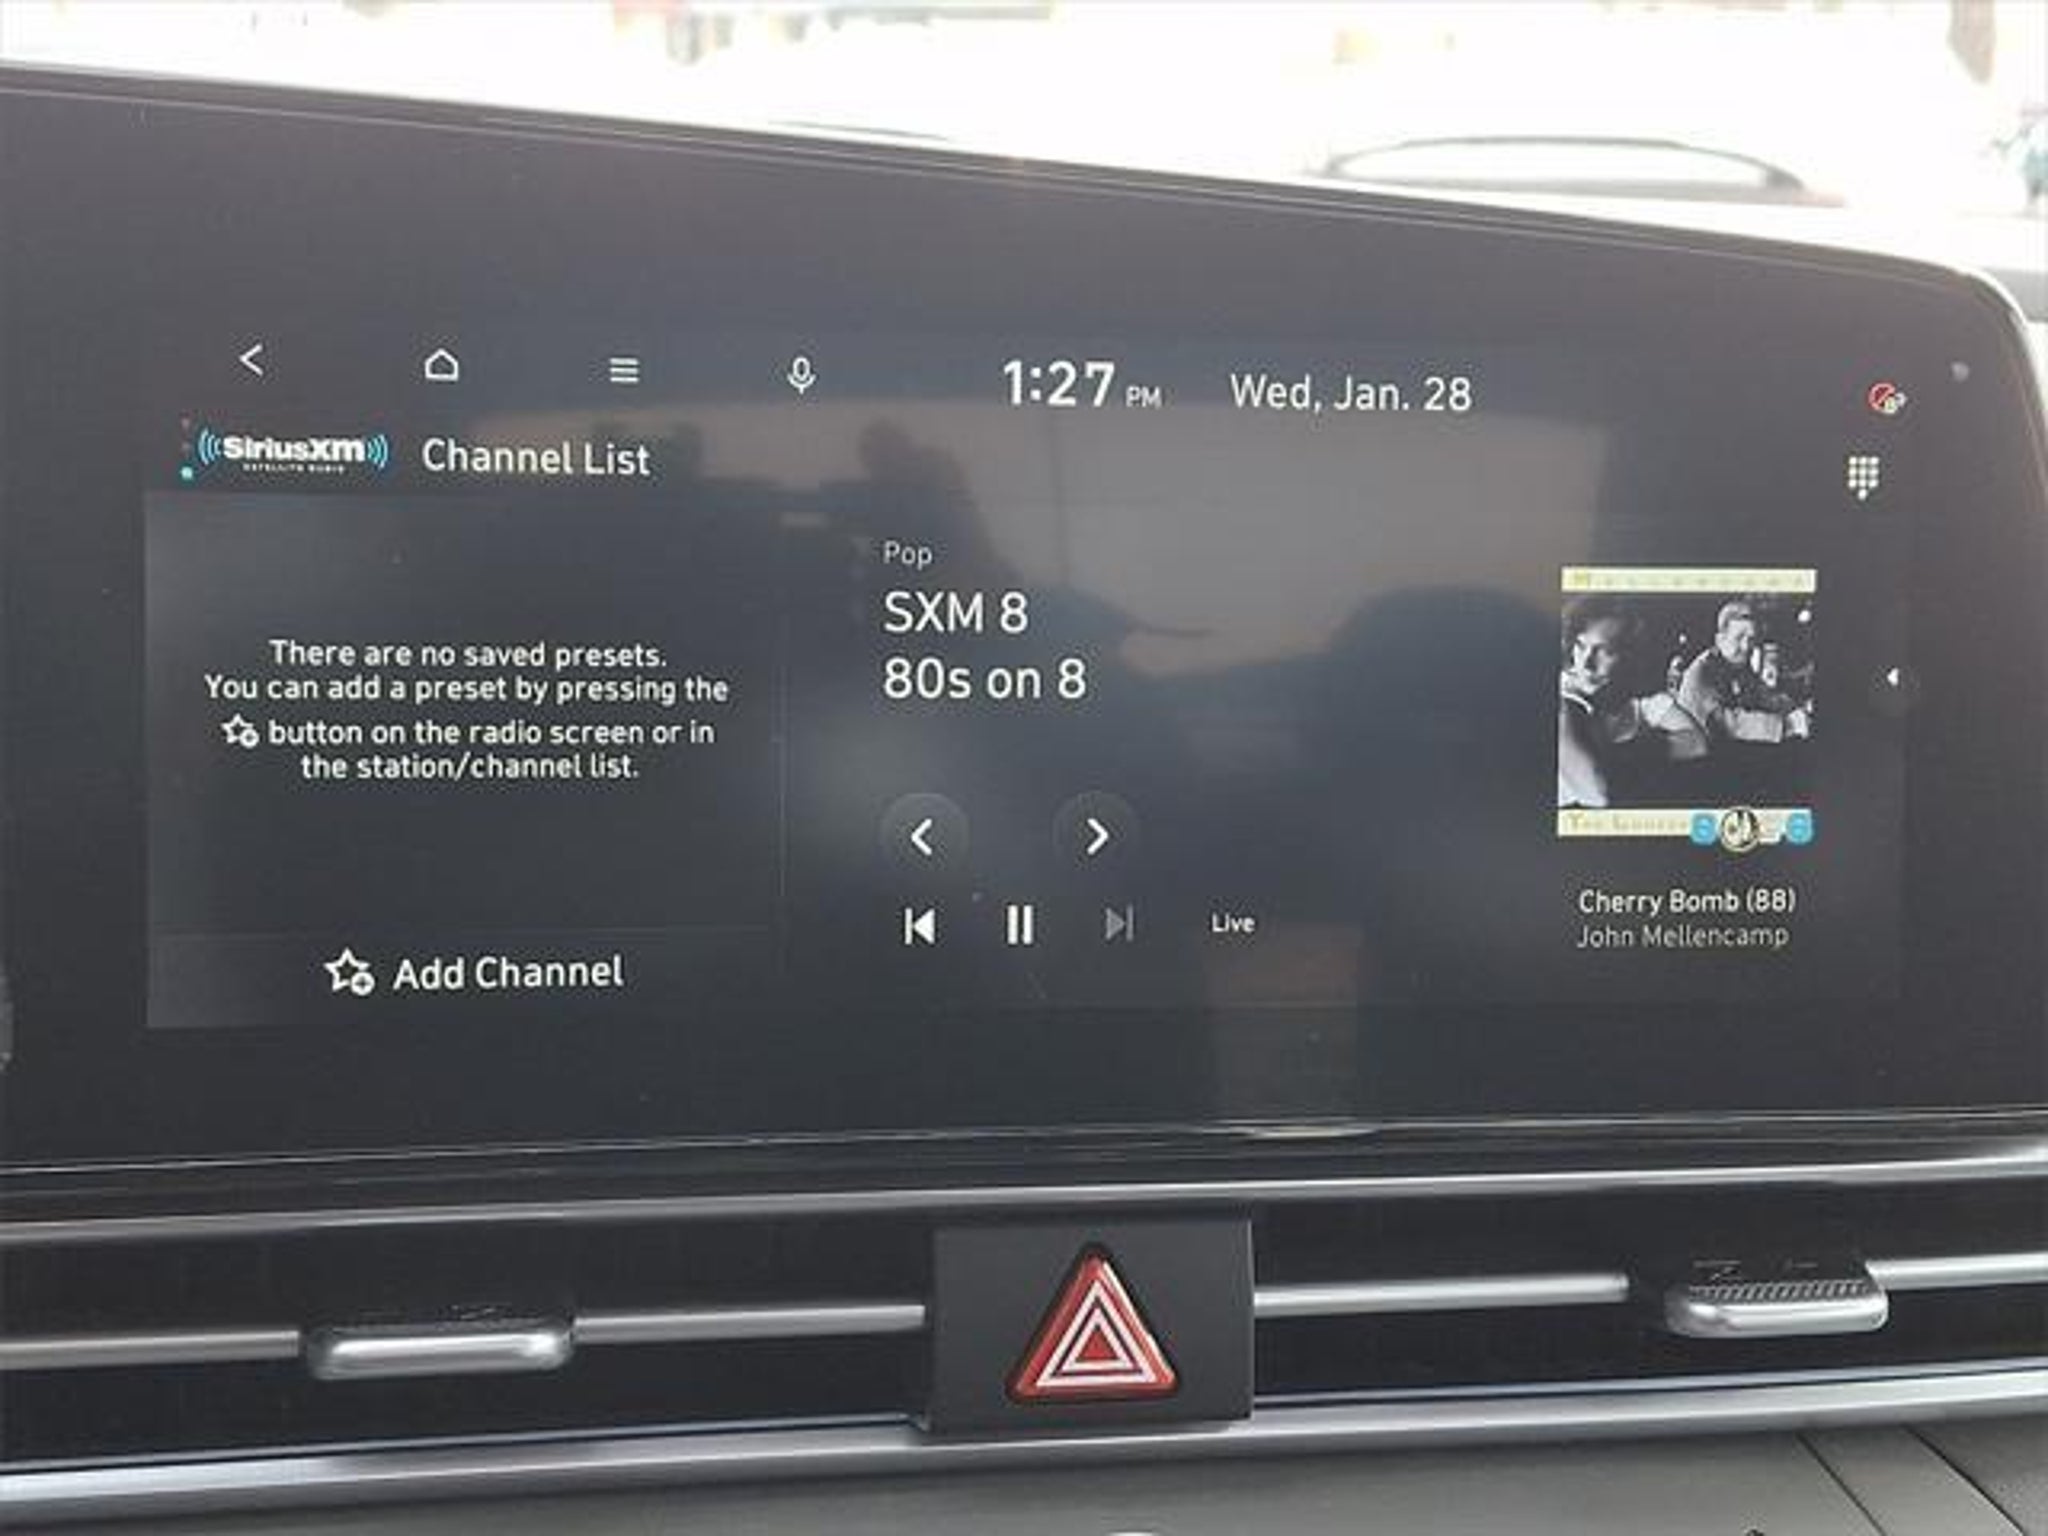 1:27 PM Wed, Jan. 28
SiriusXm Channel List
SATELLITE RADIO
There are no saved presets.
You can add a preset by pressing the
button on the radio screen or in
the station/channel list.
Add Channel
Pop
SXM 8
80s on 8
Live
Cherry Bomb (88)
John Mellencamp